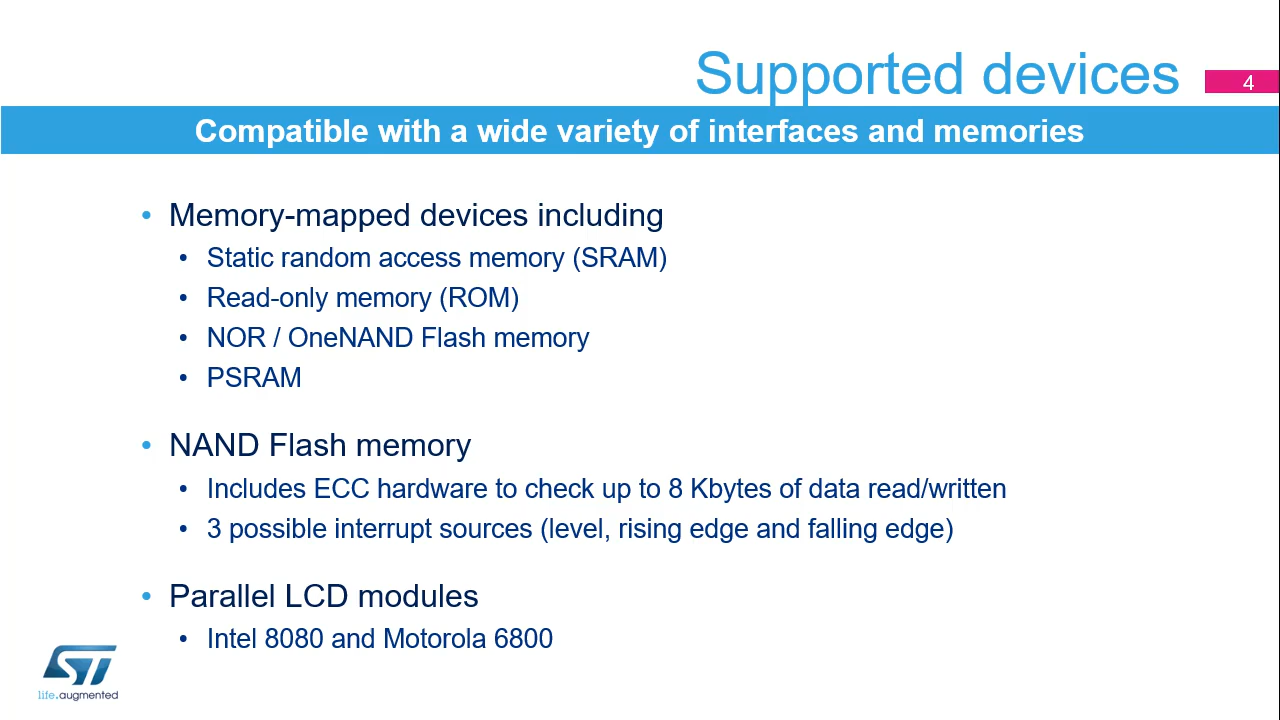 Supported devices
4
Compatible with a wide variety of interfaces and memories
• Memory-mapped devices including
• Static random access memory (SRAM)
• Read-only memory (ROM)
• NOR / OneNAND Flash memory
• PSRAM
• NAND Flash memory
• Includes ECC hardware to check up to 8 Kbytes of data read/written
• 3 possible interrupt sources (level, rising edge and falling edge)
• Parallel LCD modules
• Intel 8080 and Motorola 6800
ST
life.augmented